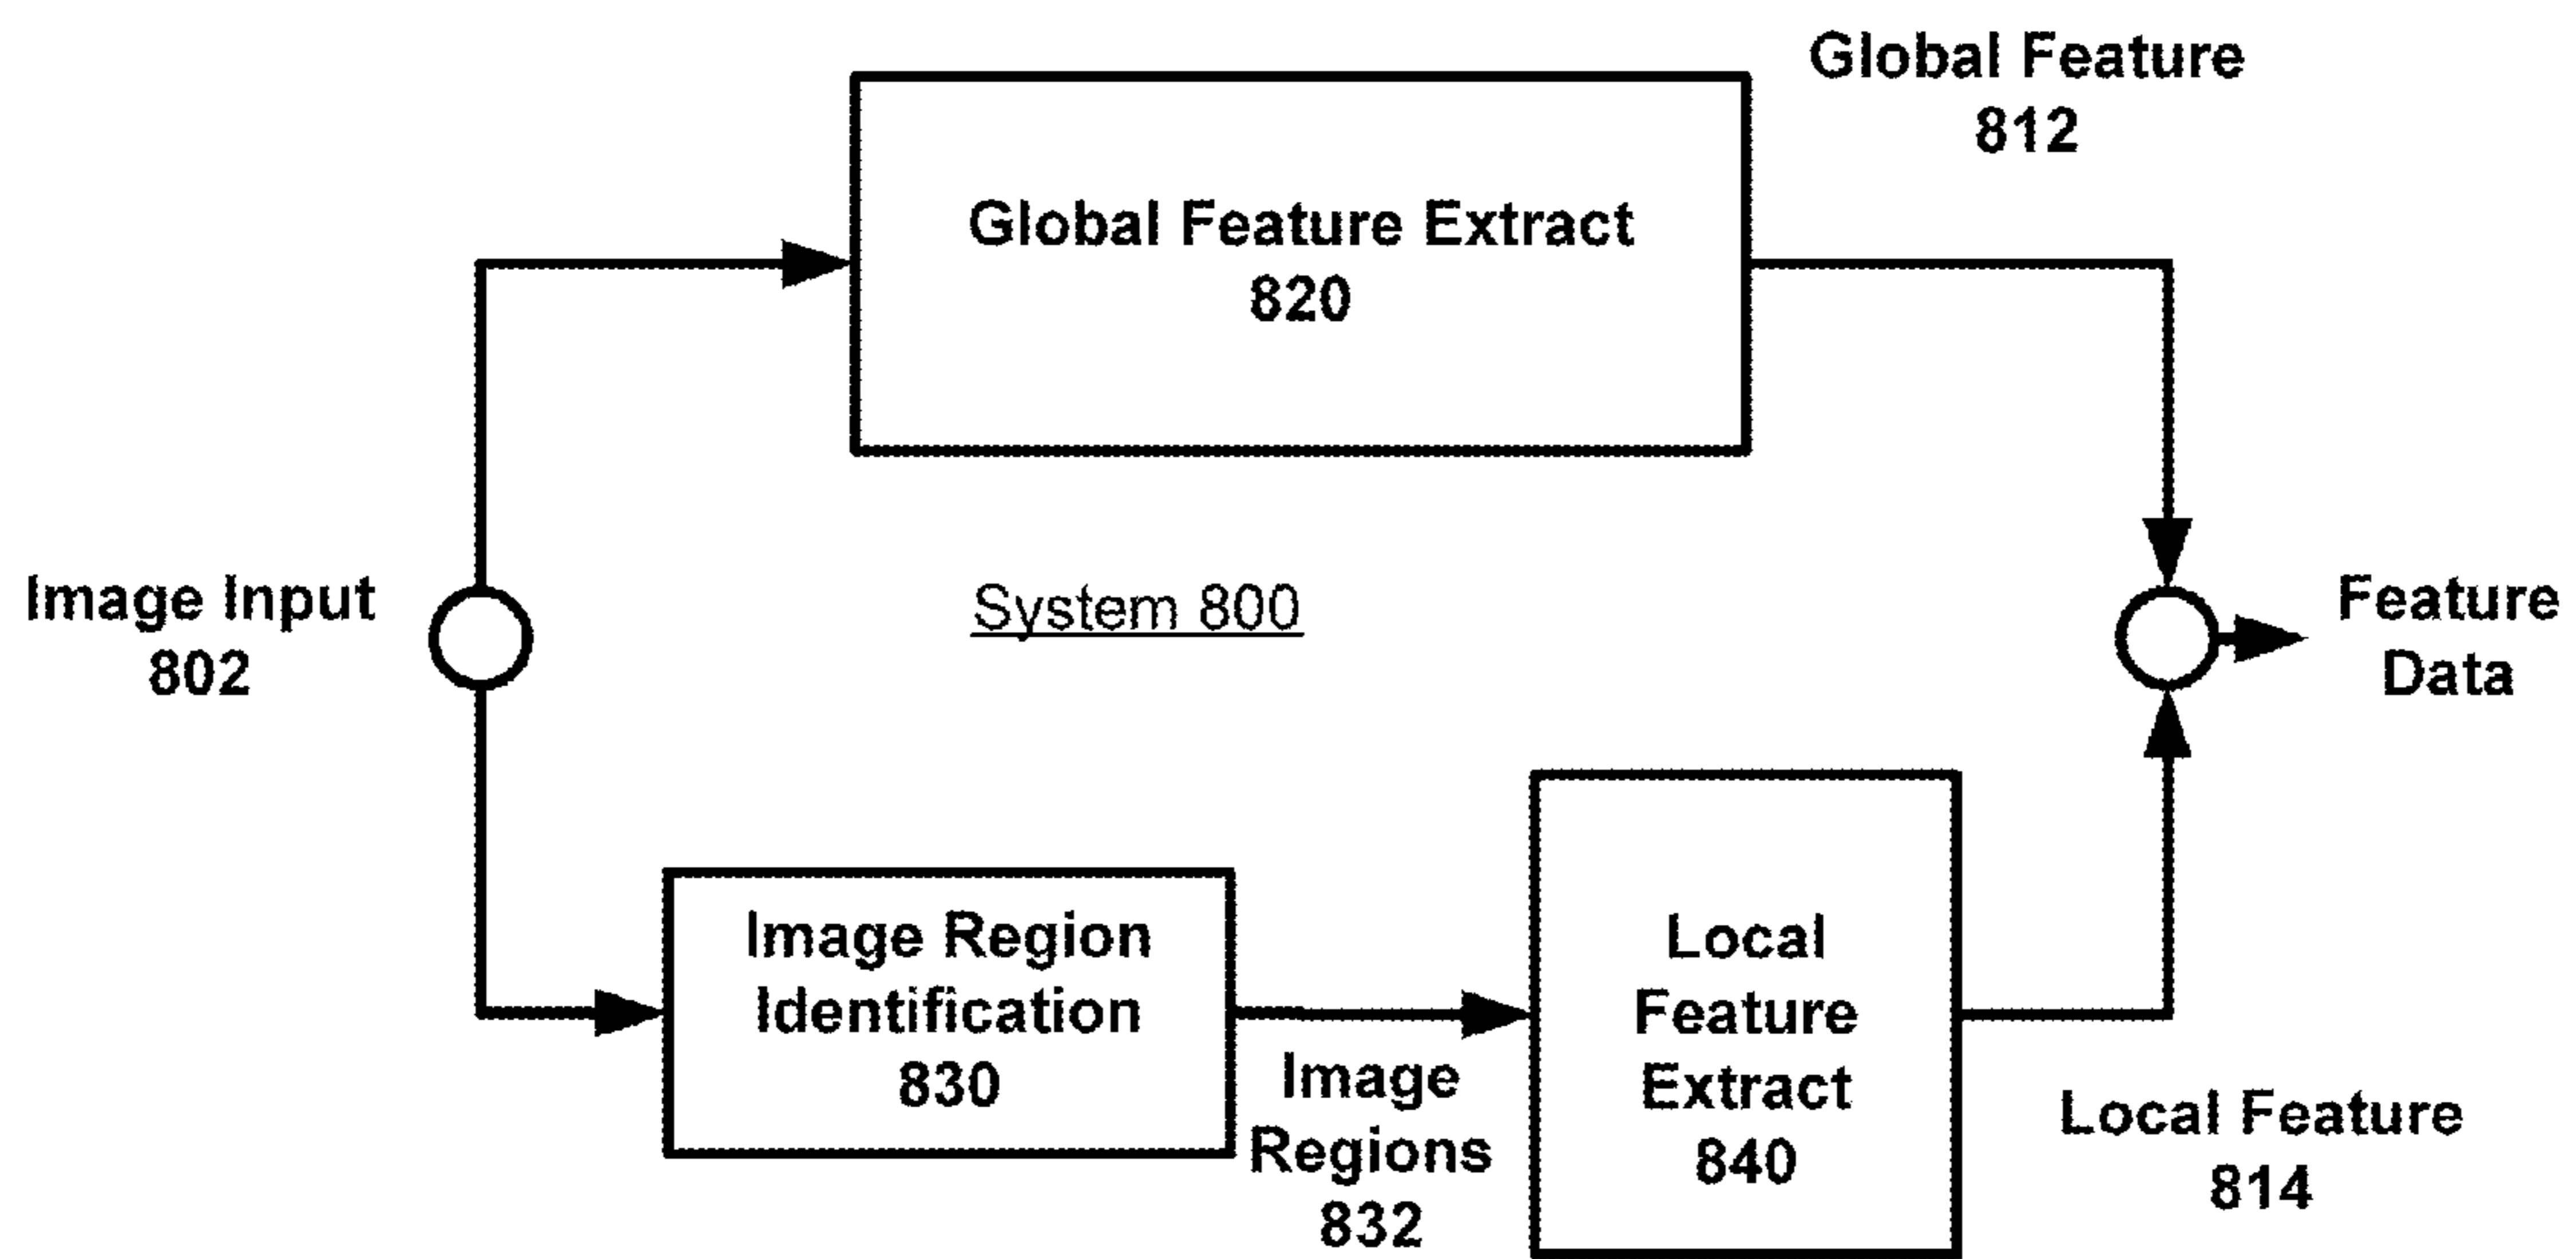 Global Feature
812
Global Feature Extract
820
Image Input
802
System 800
Feature
Data
Image Region
Identification
830
Image
Regions
832
Local
Feature
Extract
840
Local Feature
814